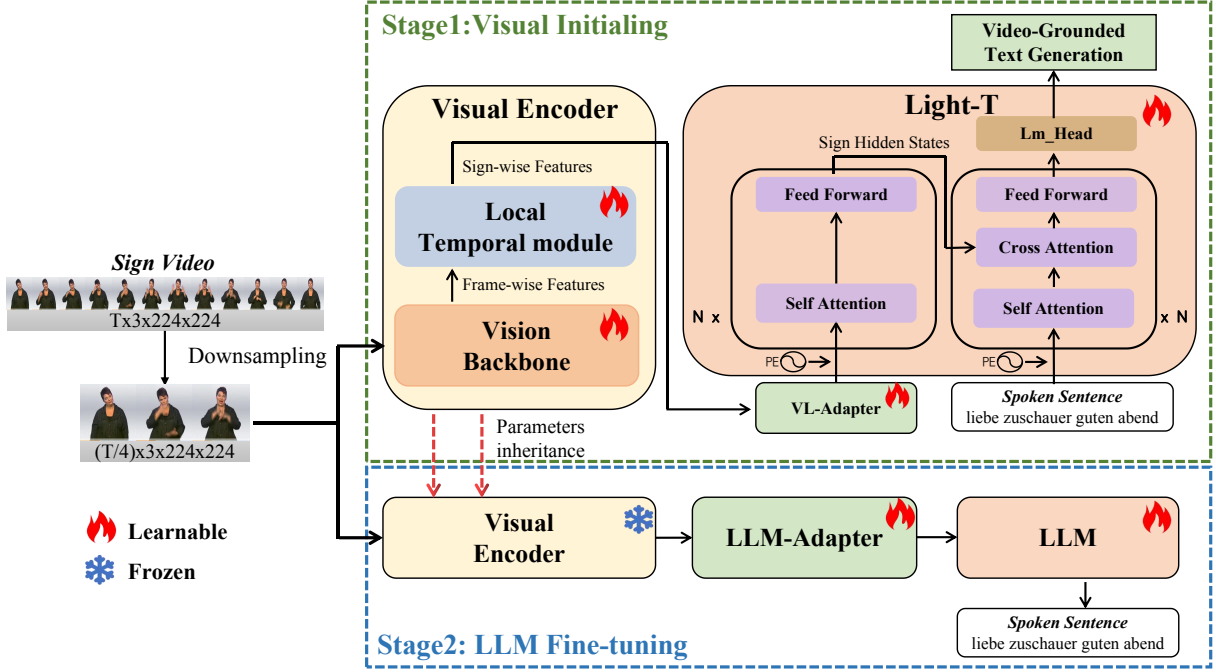 Stage1:Visual Initialing
Video-Grounded
Text Generation
Visual Encoder
Light-T
Lm_Head
Sign Hidden States
Sign-wise Features
Feed Forward
Feed Forward
Local
Temporal module
Cross Attention
Sign Video
Frame-wise Features
Self Attention
Self Attention
Tx3x224x224
N x
x N
Vision
Backbone
Downsampling
PE
PE
VL-Adapter
Spoken Sentence
liebe zuschauer guten abend
(T/4)x3x224x224
Parameters
inheritance
Learnable
Frozen
Visual
Encoder
LLM-Adapter
LLM
Spoken Sentence
liebe zuschauer guten abend
Stage2: LLM Fine-tuning